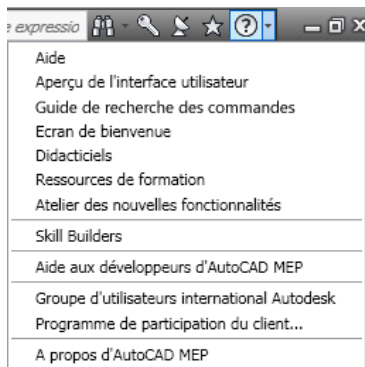 expressio
Aide
Aperçu de l'interface utilisateur
Guide de recherche des commandes
Ecran de bienvenue
Didacticiels
Ressources de formation
Atelier des nouvelles fonctionnalités
Skill Builders
Aide aux développeurs d'AutoCAD MEP
Groupe d'utilisateurs international Autodesk
Programme de participation du client...
A propos d'AutoCAD MEP